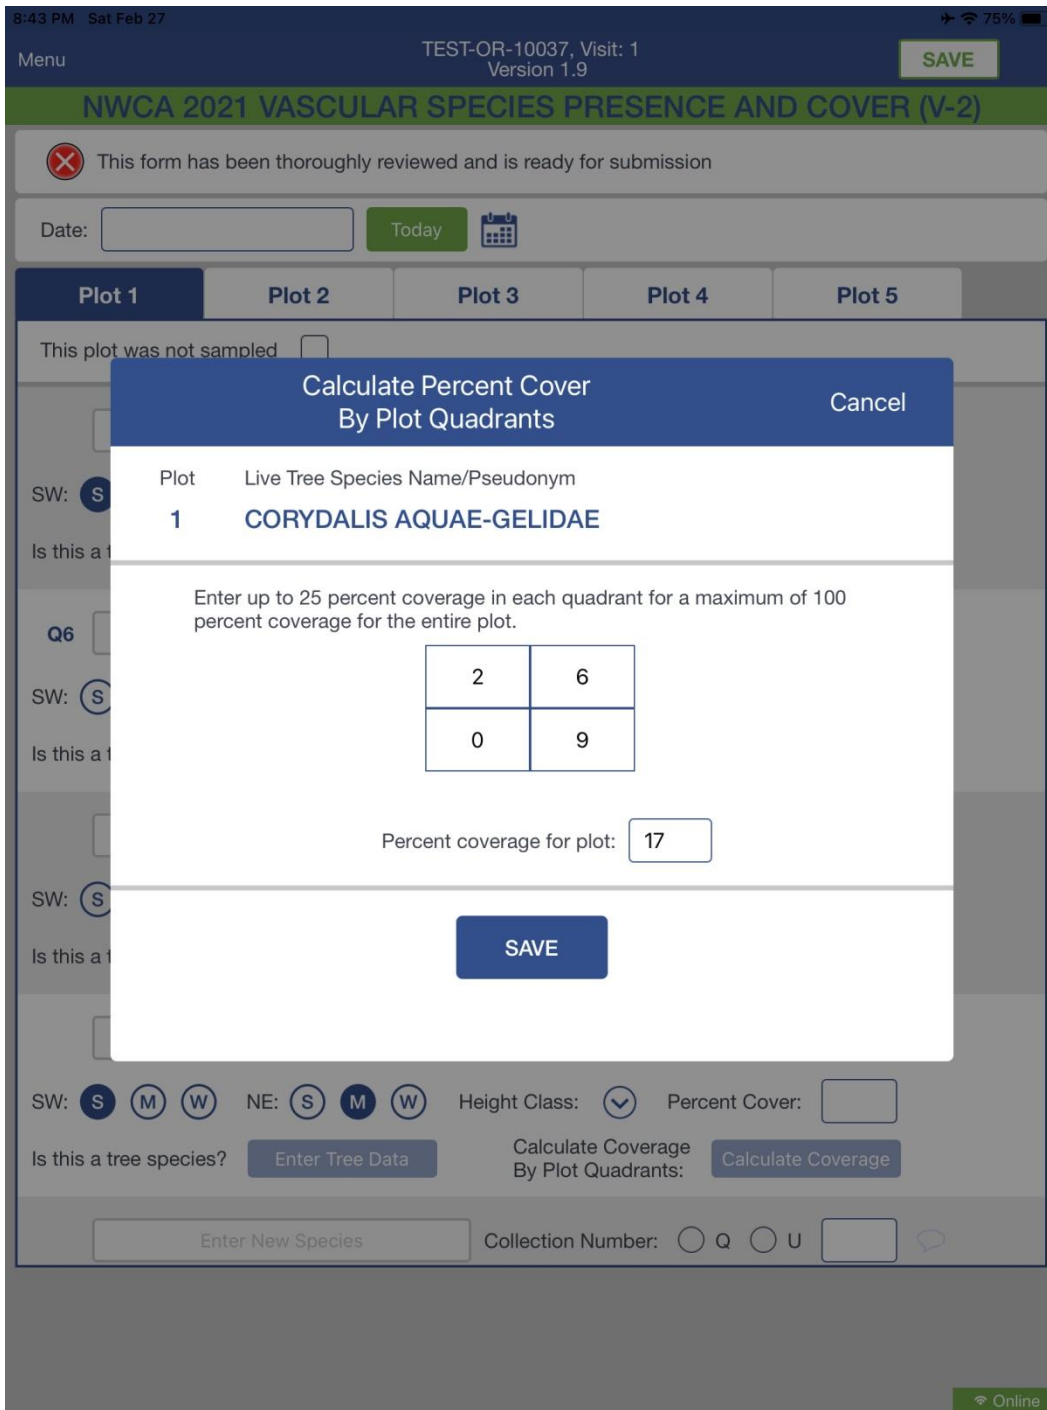 8:43 PM Sat Feb 27
75%
Menu
TEST-OR-10037, Visit: 1
Version 1.9
SAVE
NWCA 2021 VASCULAR SPECIES PRESENCE AND COVER (V-2)
This form has been thoroughly reviewed and is ready for submission
Date:
Today
Plot 1
Plot 2
Plot 3
Plot 4
Plot 5
This plot was not sampled
Calculate Percent Cover
By Plot Quadrants
Cancel
Plot
Live Tree Species Name/Pseudonym
1
CORYDALIS AQUAE-GELIDAE
Enter up to 25 percent coverage in each quadrant for a maximum of 100
percent coverage for the entire plot.
2 6
0 9
Percent coverage for plot: 17
SAVE
SW: S
Is this a
Q6
SW: S
Is this a
SW: S
Is this a
SW: S M W NE: S M W Height Class: Percent Cover:
Is this a tree species? Enter Tree Data
Calculate Coverage
By Plot Quadrants:
Calculate Coverage
Enter New Species Collection Number: Q U
Online